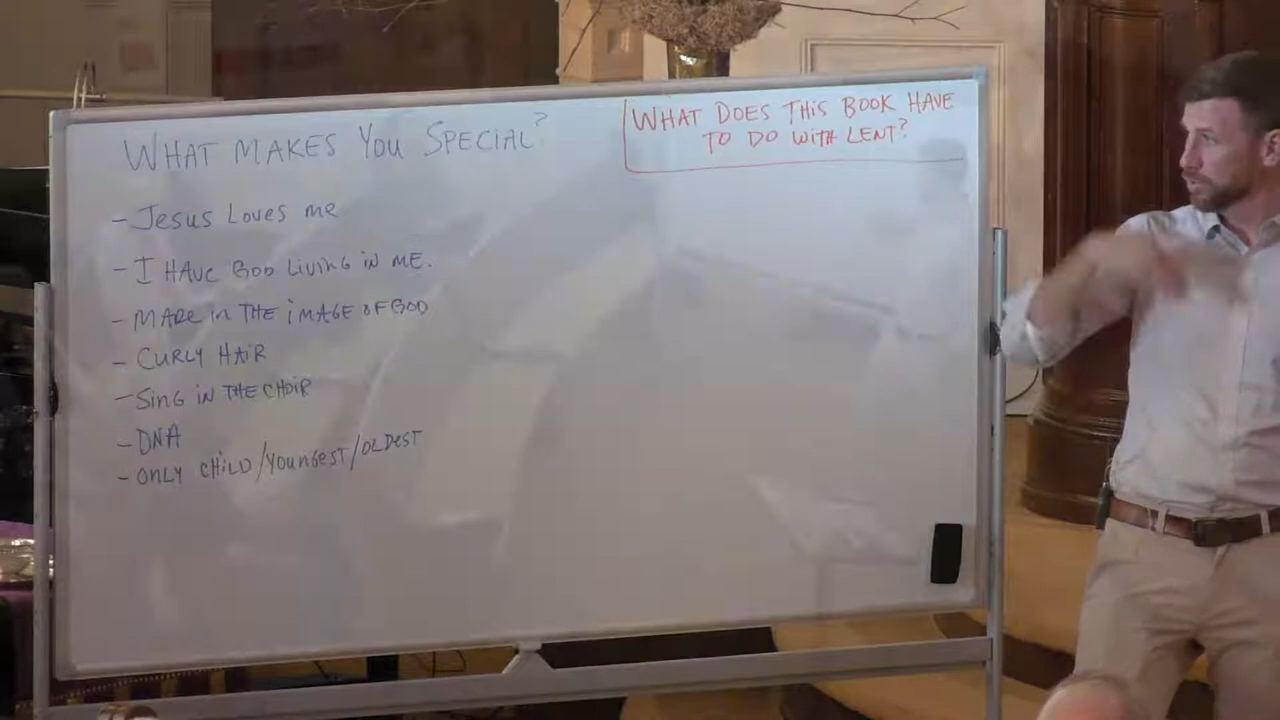 WHAT MAKES YOU SPECIAL?
WHAT DOES THIS BOOK HAVE
TO DO WITH LENT?
- JESUS LOVES ME
- I HAVE GOD LIVING IN ME.
- MADE IN THE IMAGE OF GOD
- CURLY HAIR
- SING IN THE CHOIR
- DNA
- ONLY CHILD/YOUNGEST/OLDEST